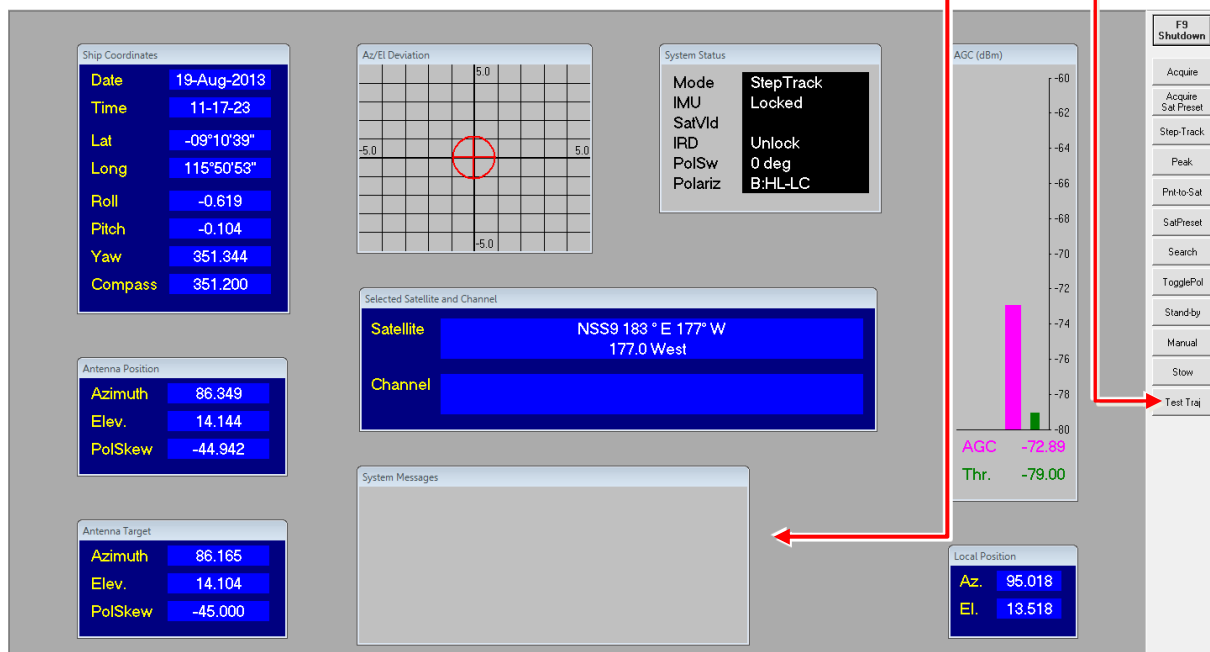 Ship Coordinates
Date 19-Aug-2013
Time 11-17-23
Lat -09°10'39"
Long 115°50'53"
Roll -0.619
Pitch -0.104
Yaw 351.344
Compass 351.200
Antenna Position
Azimuth 86.349
Elev. 14.144
PolSkew -44.942
Antenna Target
Azimuth 86.165
Elev. 14.104
PolSkew -45.000
Az/El Deviation
5.0
-5.0 5.0
-5.0
System Status
Mode StepTrack
IMU Locked
SatVld
IRD Unlock
PolSw 0 deg
Polariz B:HL-LC
Selected Satellite and Channel
Satellite NSS9 183 ° E 177° W
177.0 West
Channel
System Messages
AGC (dBm)
-60
-62
-64
-66
-68
-70
-72
-74
-76
-78
-80
AGC -72.89
Thr. -79.00
Local Position
Az. 95.018
El. 13.518
F9
Shutdown
Acquire
Acquire
Sat Preset
Step-Track
Peak
Pnt-to-Sat
SatPreset
Search
TogglePol
Stand-by
Manual
Stow
Test Traj